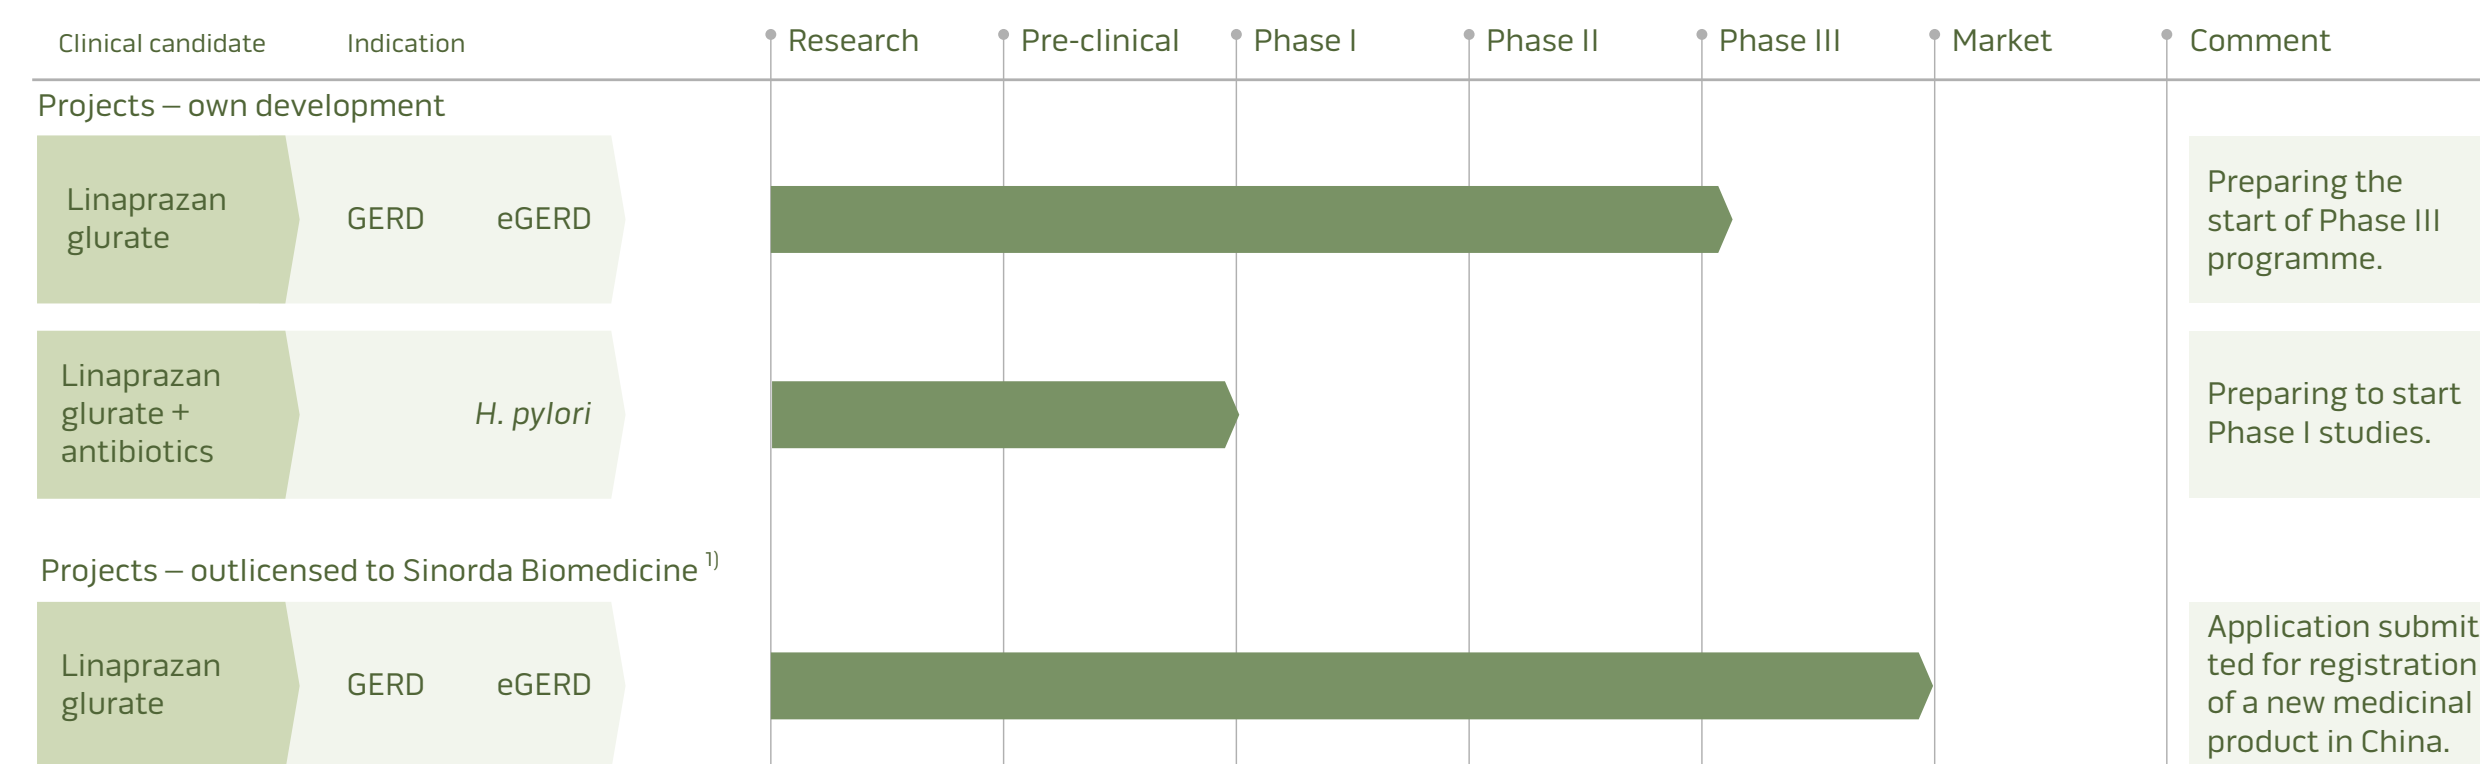 Clinical candidate Indication Research Pre-clinical Phase I Phase II Phase III Market Comment
Projects – own development
Linaprazan
glurate
GERD eGERD
Preparing the
start of Phase III
programme.
Linaprazan
glurate +
antibiotics
H. pylori
Preparing to start
Phase I studies.
Projects – outlicensed to Sinorda Biomedicine 1)
Linaprazan
glurate
GERD eGERD
Application submit
ted for registration
of a new medicinal
product in China.